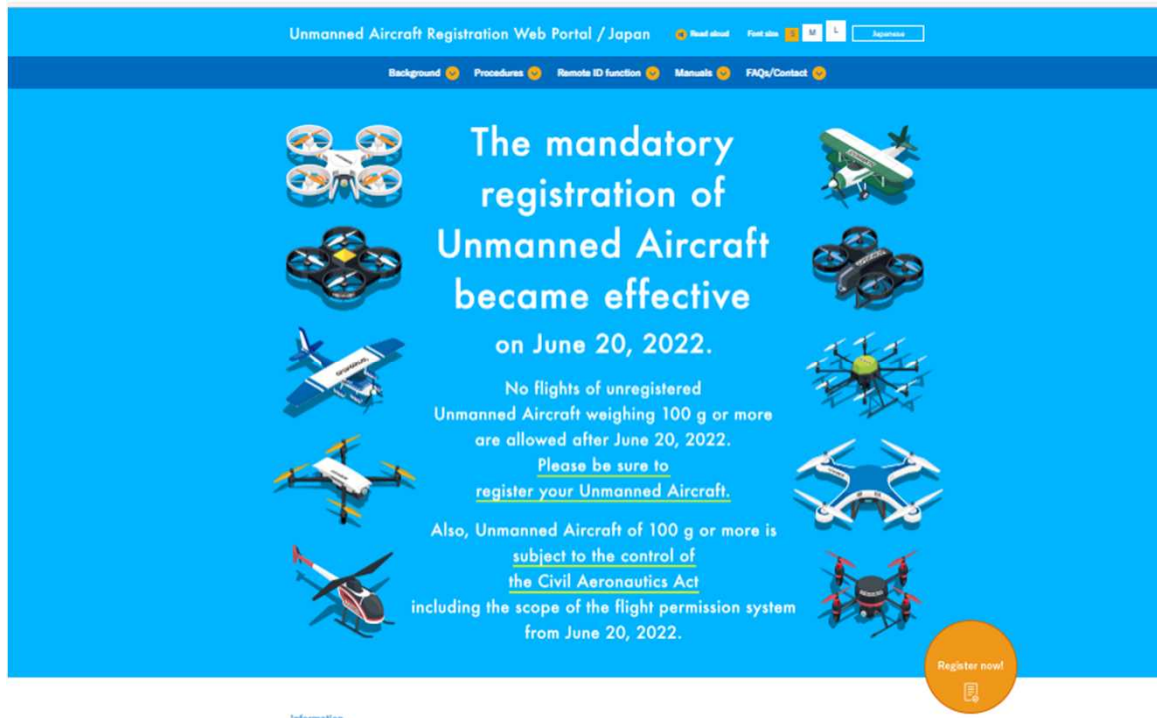 Unmanned Aircraft Registration Web Portal / Japan
Read aloud
Font size S M L
Japanese
Background
Procedures
Remote ID function
Manuals
FAQs/Contact
The mandatory
registration of
Unmanned Aircraft
became effective
on June 20, 2022.
No flights of unregistered
Unmanned Aircraft weighing 100 g or more
are allowed after June 20, 2022.
Please be sure to
register your Unmanned Aircraft.
Also, Unmanned Aircraft of 100 g or more is
subject to the control of
the Civil Aeronautics Act
including the scope of the flight permission system
from June 20, 2022.
Register now!
Information